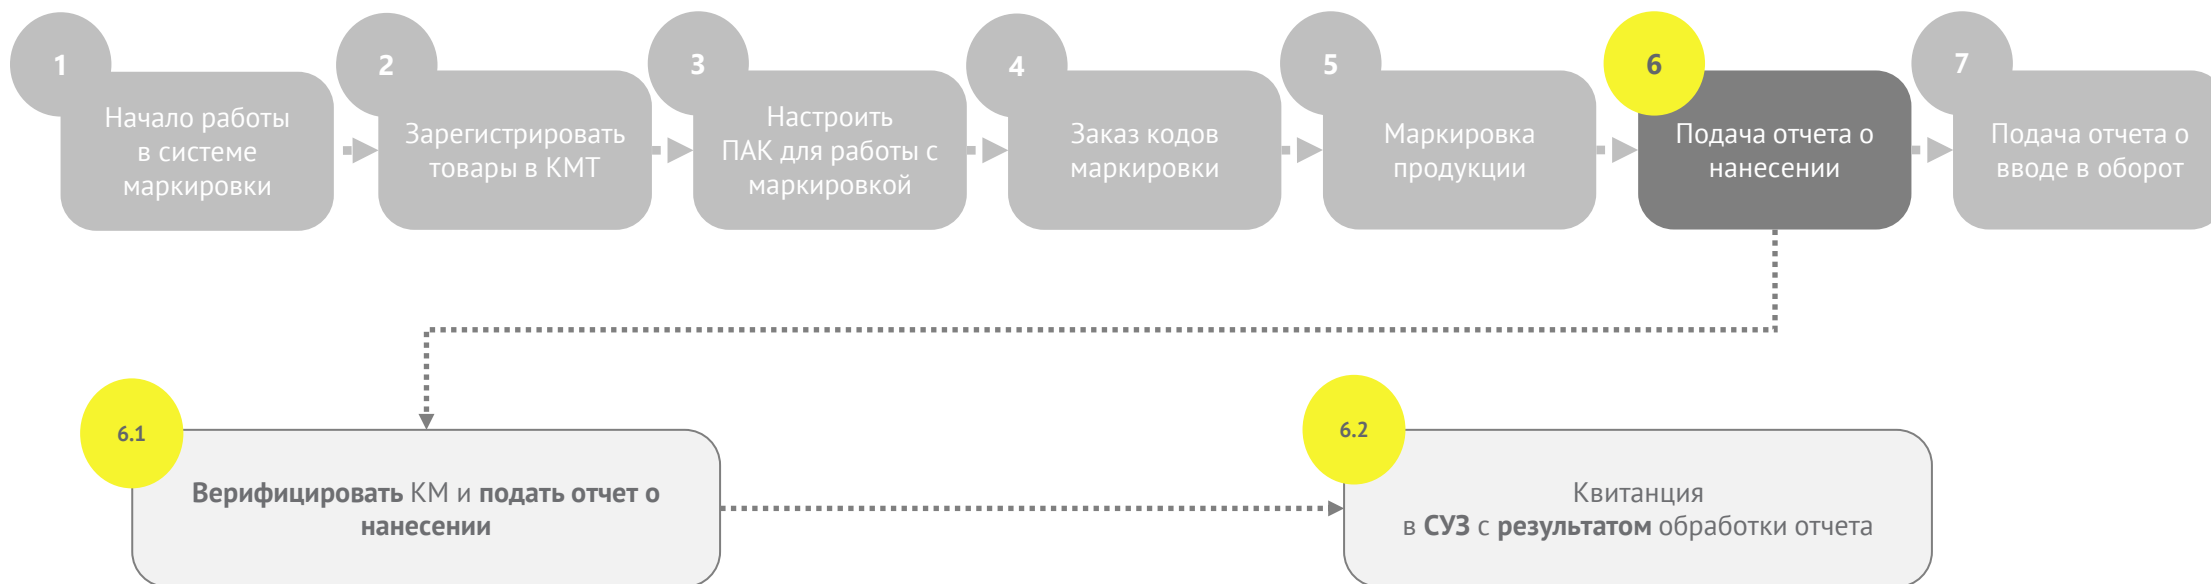 1
Начало работы
в системе
маркировки
2
Зарегистрировать
товары в КМТ
3
Настроить
ПАК для работы с
маркировкой
4
Заказ кодов
маркировки
5
Маркировка
продукции
6
Подача отчета о
нанесении
7
Подача отчета о
вводе в оборот
6.1
Верифицировать КМ и подать отчет о
нанесении
6.2
Квитанция
в СУЗ с результатом обработки отчета